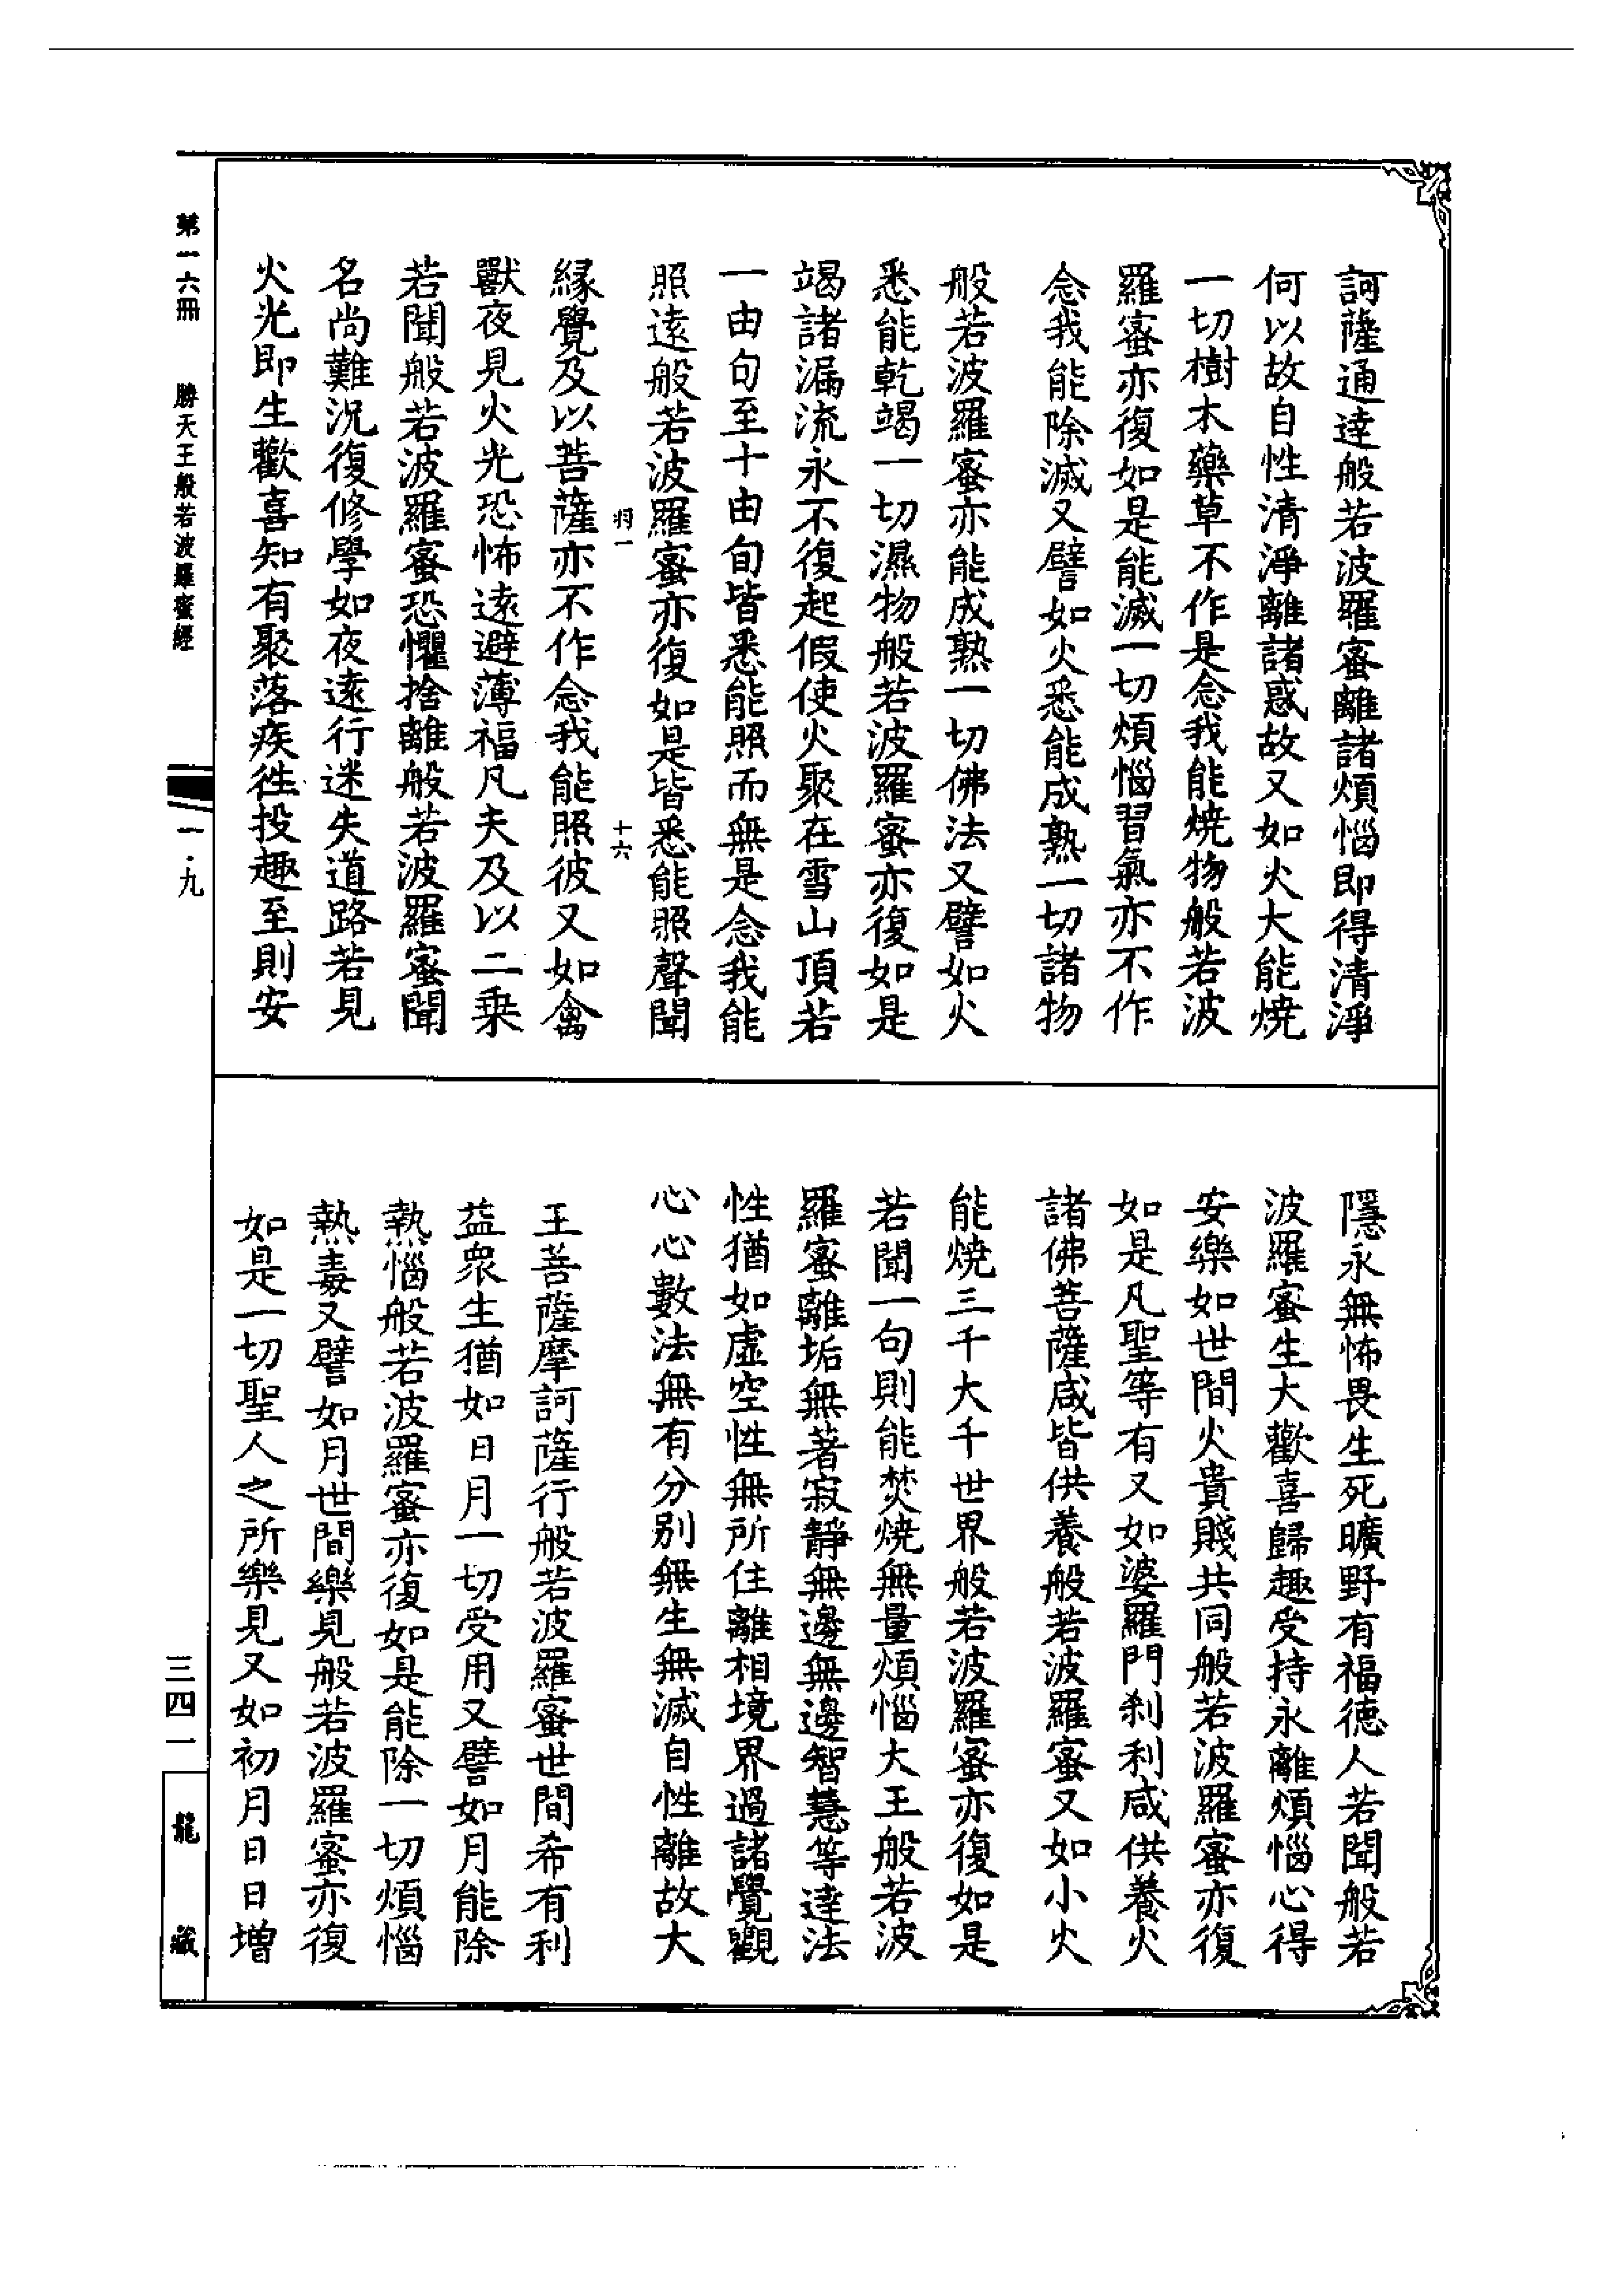 訶薩通達般若波羅蜜離諸煩惱即得清淨
何以故自性清淨離諸惑故又如火大能燒
一切樹木藥草不作是念我能燒物般若波
羅蜜亦復如是能滅一切煩惱習氣亦不作
念我能除滅又譬如火悉能成熟一切諸物
般若波羅蜜亦能成熟一切佛法又譬如火
悉能乾竭一切濕物般若波羅蜜亦復如是
竭諸漏流永不復起假使火聚在雪山頂若
一由旬至十由旬皆悉能照而無是念我能
照遠般若波羅蜜亦復如是皆悉能照聲聞
将一 十六
緣覺及以菩薩亦不作念我能照彼又如禽
獸夜見火光恐怖遠避薄福凡夫及以二乘
若聞般若波羅蜜恐懼捨離般若波羅蜜聞
名尚難況復修學如夜遠行迷失道路若見
火光即生歡喜知有聚落疾徃投趣至則安
隱永無怖畏生死曠野有福德人若聞般若
波羅蜜生大歡喜歸趣受持永離煩惱心得
安樂如世間火貴賤共同般若波羅蜜亦復
如是凡聖等有又如婆羅門剎利咸供養火
諸佛菩薩咸皆供養般若波羅蜜又如小火
能燒三千大千世界般若波羅蜜亦復如是
若聞一句則能焚燒無量煩惱大王般若波
羅蜜離垢無著寂靜無邊無邊智慧等達法
性猶如虛空性無所住離相境界過諸覺觀
心心數法無有分別無生無滅自性離故大
王菩薩摩訶薩行般若波羅蜜世間希有利
益衆生猶如日月一切受用又譬如月能除
熱惱般若波羅蜜亦復如是能除一切煩惱
熱毒又譬如月世間樂見般若波羅蜜亦復
如是一切聖人之所樂見又如初月日日增
第一六冊 勝天王般若波羅蜜經 一·九
三四一 龍藏